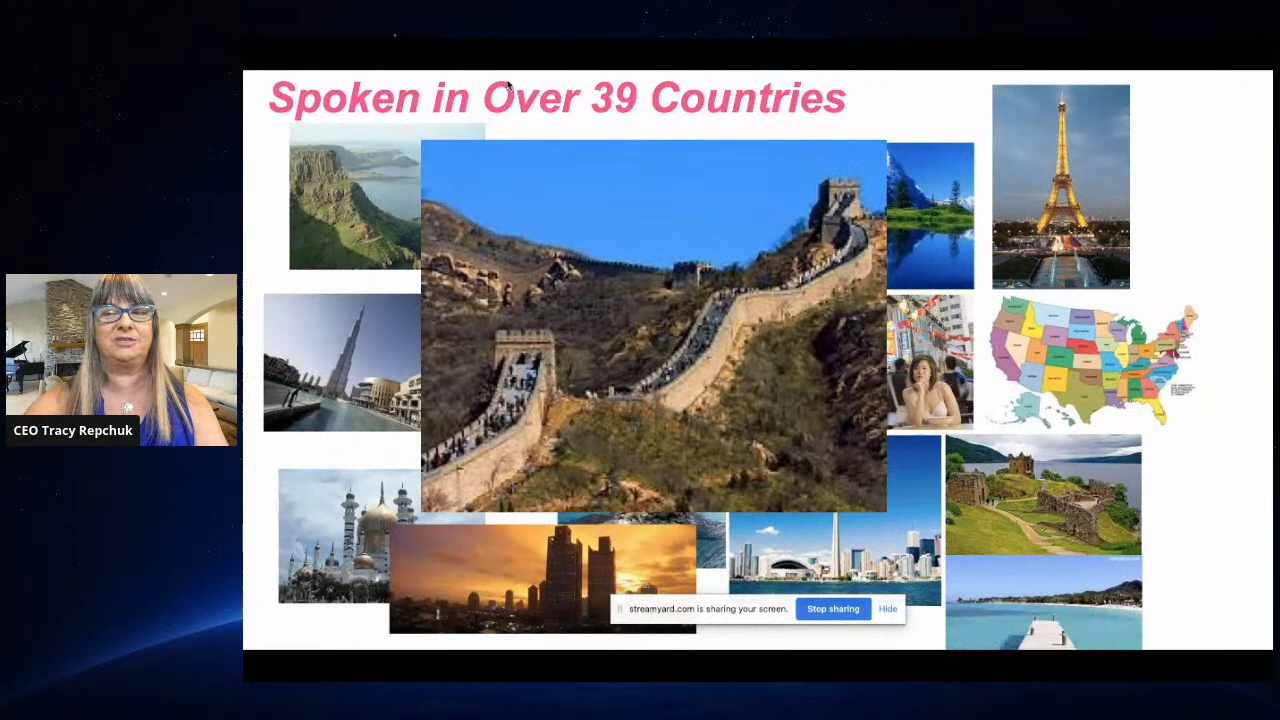 Spoken in Over 39 Countries
CEO Tracy Repchuk
streamyard.com is sharing your screen.
Stop sharing
Hide